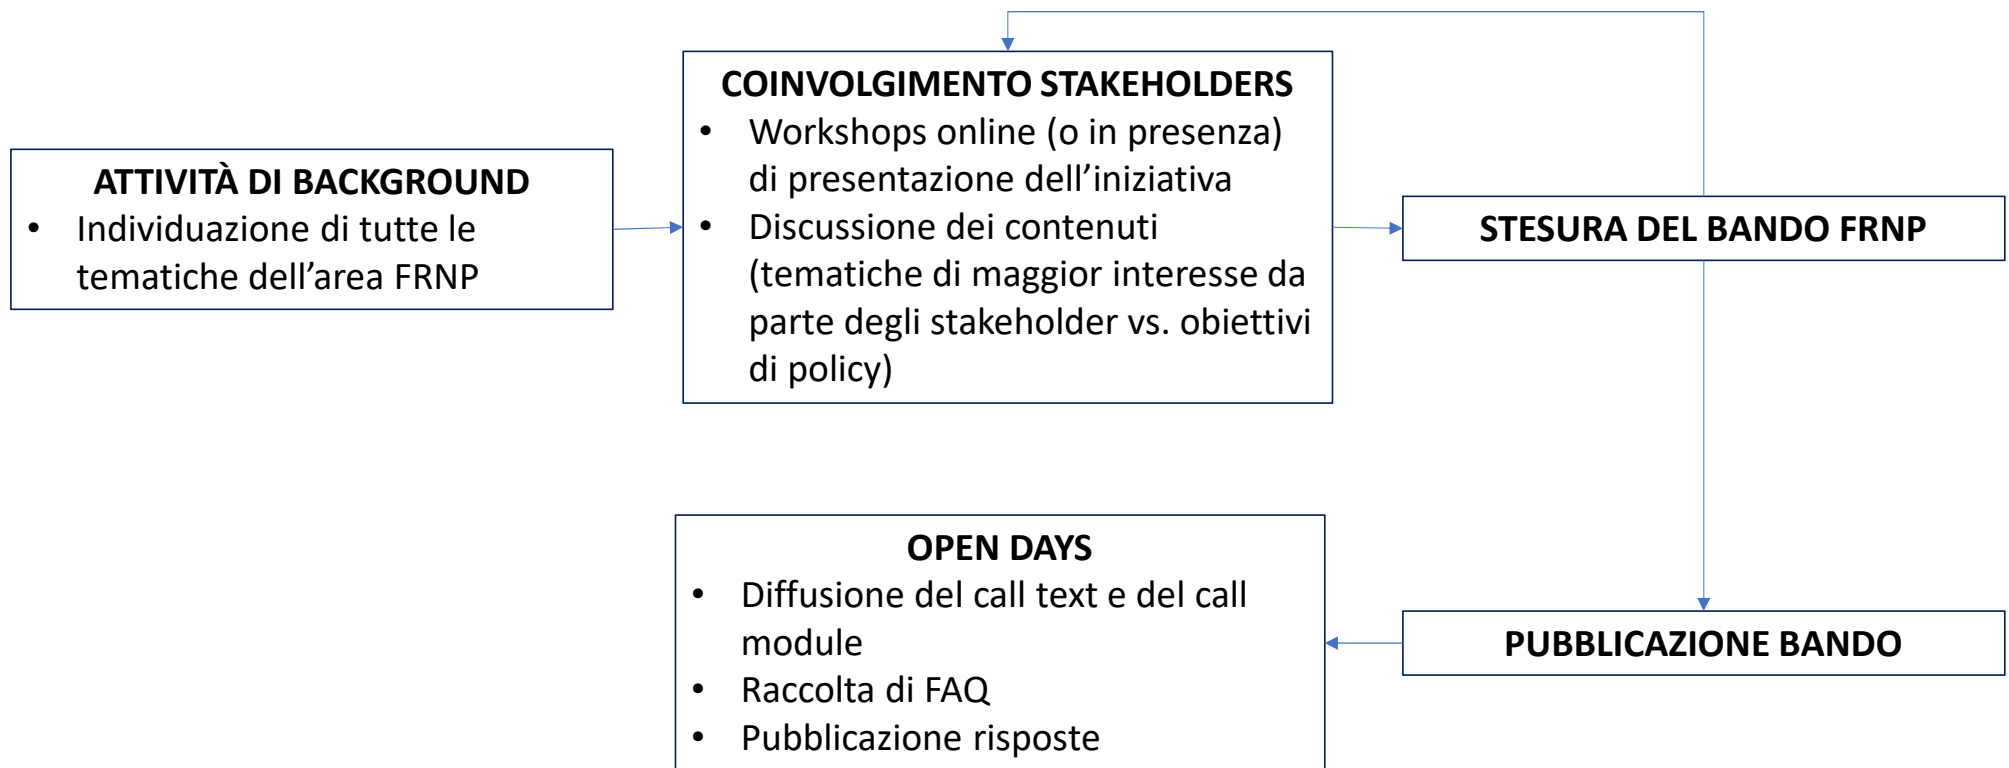 ATTIVITÀ DI BACKGROUND
• Individuazione di tutte le
tematiche dell’area FRNP
COINVOLGIMENTO STAKEHOLDERS
• Workshops online (o in presenza)
di presentazione dell’iniziativa
• Discussione dei contenuti
(tematiche di maggior interesse da
parte degli stakeholder vs. obiettivi
di policy)
STESURA DEL BANDO FRNP
PUBBLICAZIONE BANDO
OPEN DAYS
• Diffusione del call text e del call
module
• Raccolta di FAQ
• Pubblicazione risposte